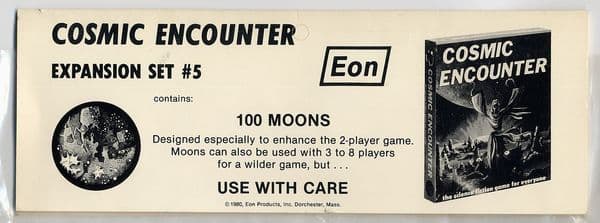 COSMIC ENCOUNTER
EXPANSION SET #5
Eon
contains:
100 MOONS
Designed especially to enhance the 2-player game.
Moons can also be used with 3 to 8 players
for a wilder game, but . . .
USE WITH CARE
© 1980, Eon Products, Inc. Dorchester, Mass.
COSMIC
ENCOUNTER
COSMIC ENCOUNTER
the science fiction game for everyone